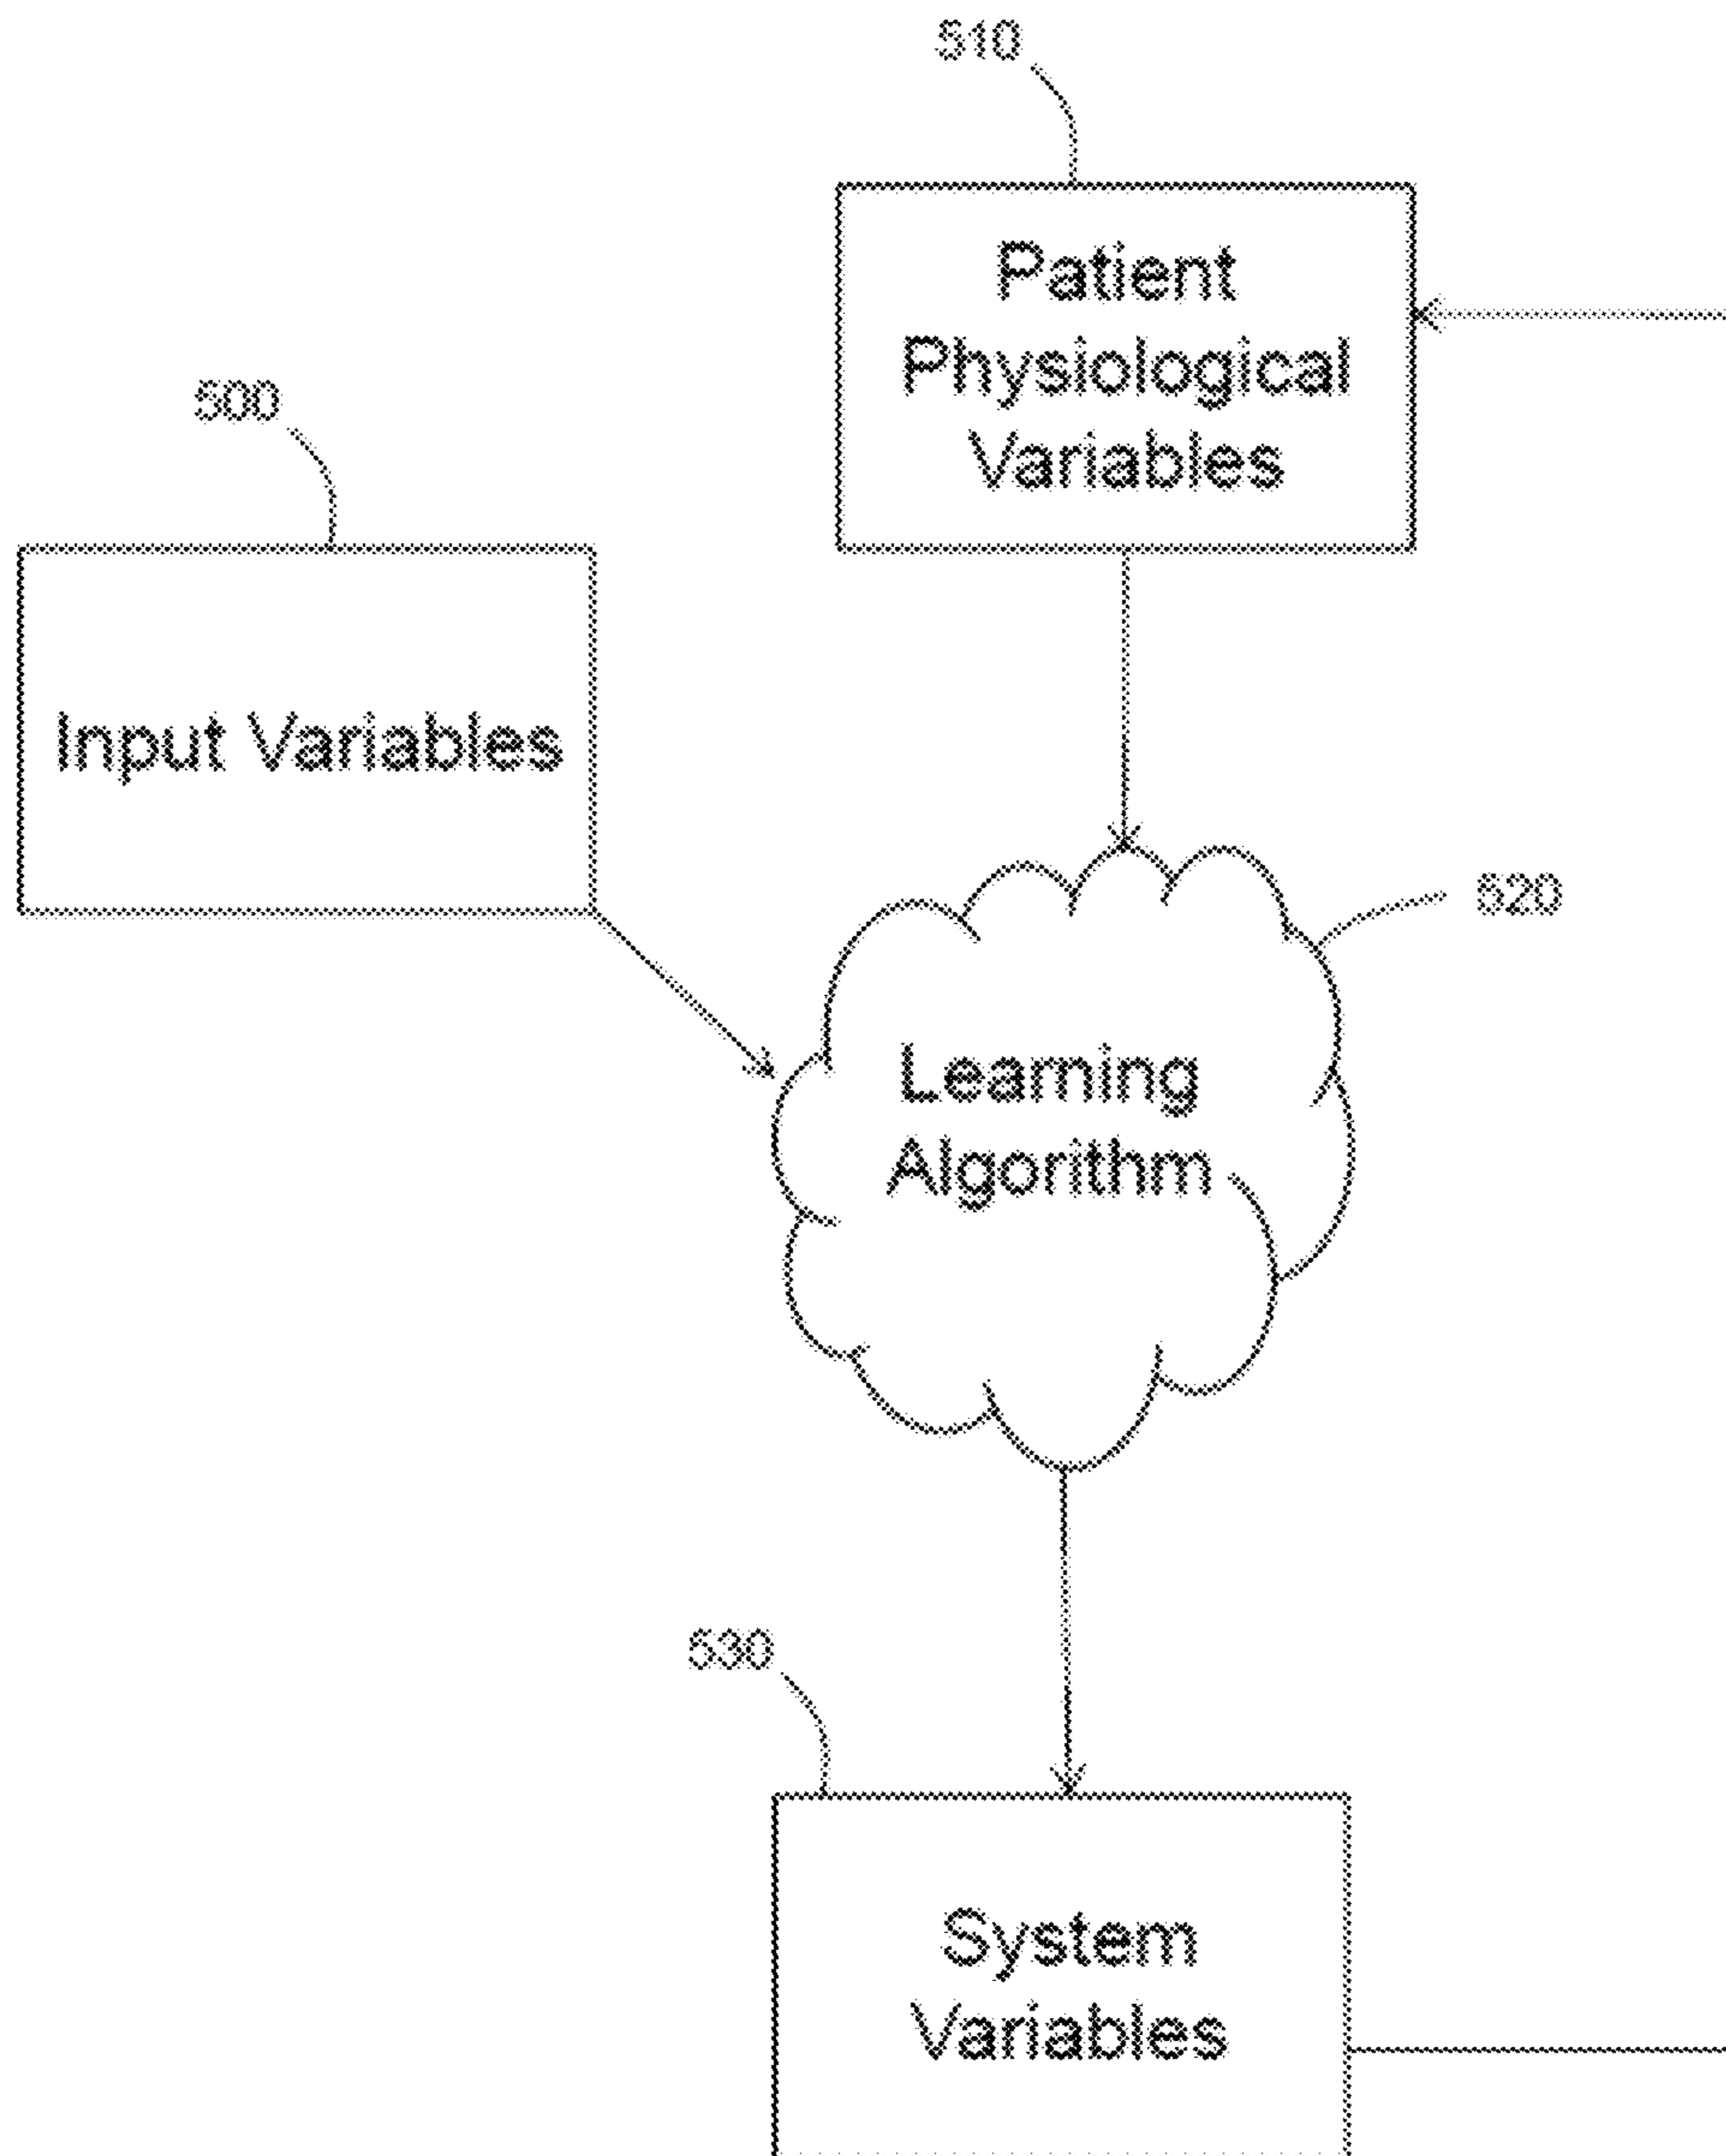 510
Patient
Physiological
Variables
500
Input Variables
520
Learning
Algorithm
530
System
Variables